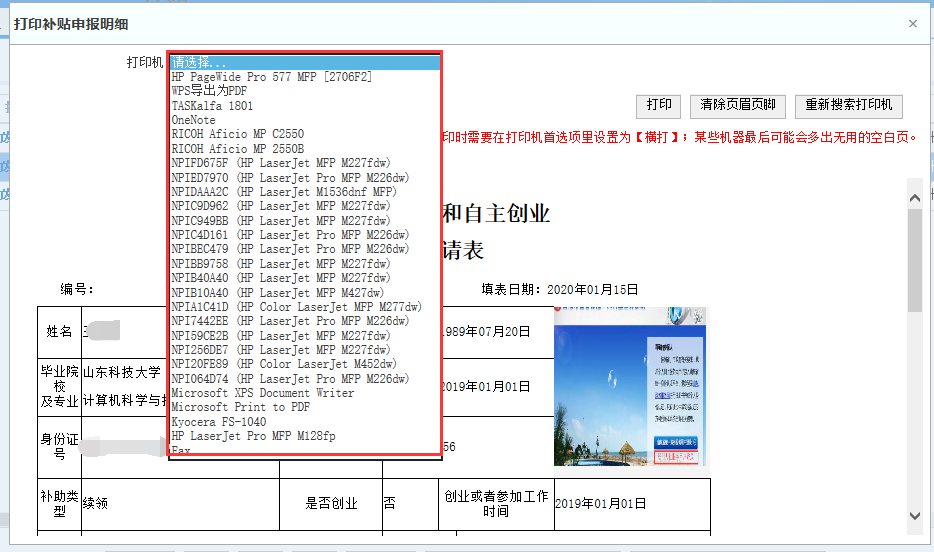 打印补贴申报明细
×
打印机
请选择...
HP PageWide Pro 577 MFP [2706F2]
WPS导出为PDF
TASKalfa 1801
OneNote
RICOH Aficio MP C2550
RICOH Aficio MP 2550B
NPIFD675F (HP LaserJet MFP M227fdw)
NPIED7970 (HP LaserJet Pro MFP M226dw)
NPIDAAA2C (HP LaserJet M1536dnf MFP)
NPIC9D962 (HP LaserJet MFP M227fdw)
NPIC949BB (HP LaserJet MFP M227fdw)
NPIC4D161 (HP LaserJet Pro MFP M226dw)
NPIBEC479 (HP LaserJet Pro MFP M226dw)
NPIBB9758 (HP LaserJet MFP M227fdw)
NPIB40A40 (HP LaserJet MFP M227fdw)
NPIB10A40 (HP LaserJet MFP M427dw)
NPIA1C41D (HP Color LaserJet MFP M277dw)
NPI7442EE (HP LaserJet Pro MFP M226dw)
NPI59CE2B (HP LaserJet MFP M227fdw)
NPI256DE7 (HP LaserJet MFP M227fdw)
NPI20FE89 (HP Color LaserJet M452dw)
NPI064D74 (HP LaserJet Pro MFP M226dw)
Microsoft XPS Document Writer
Microsoft Print to PDF
Kyocera FS-1040
HP LaserJet Pro MFP M128fp
Fax
打印 清除页眉页脚 重新搜索打印机
印时需要在打印机首选项里设置为【横打】；某些机器最后可能会多出无用的空白页。
和自主创业
请表
编号： 填表日期：2020年01月15日
姓名 1989年07月20日
毕业院校及专业 山东科技大学 2019年01月01日
计算机科学与
身份证号 56
补助类型 续领 是否创业 否 创业或者参加工作时间 2019年01月01日